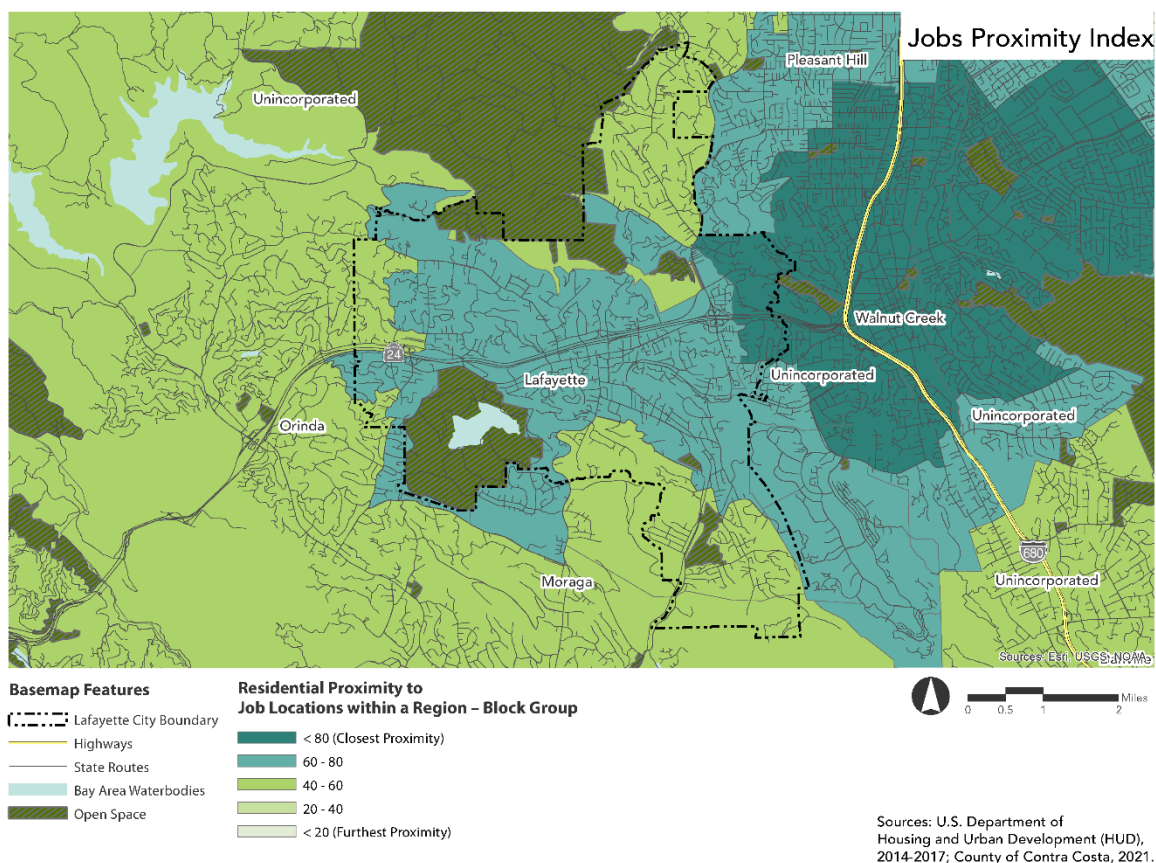 Jobs Proximity Index
Pleasant Hill
Unincorporated
Walnut Creek
24
Unincorporated
Lafayette
Unincorporated
Orinda
680
Moraga
Unincorporated
Sources: Esri, USGS, NOAA
Basemap Features
Lafayette City Boundary
Highways
State Routes
Bay Area Waterbodies
Open Space
Residential Proximity to
Job Locations within a Region – Block Group
< 80 (Closest Proximity)
60 - 80
40 - 60
20 - 40
< 20 (Furthest Proximity)
Miles
0 0.5 1 2
Sources: U.S. Department of
Housing and Urban Development (HUD),
2014-2017; County of Contra Costa, 2021.